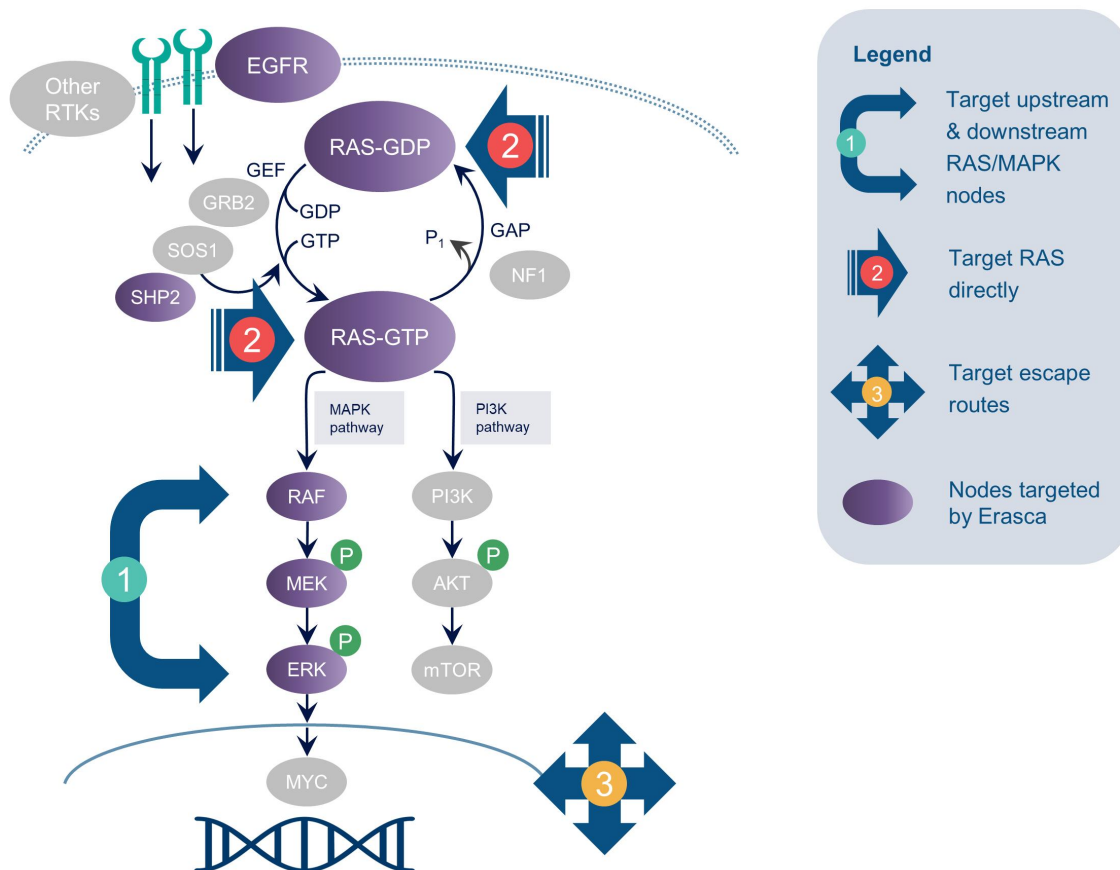 Other
RTKs
EGFR
RAS-GDP
2
GEF
GDP
GTP
GRB2
SOS1
SHP2
P1
GAP
NF1
2
RAS-GTP
MAPK
pathway
PI3K
pathway
RAF
PI3K
1
MEK
P
AKT
P
ERK
P
mTOR
MYC
3
Legend
1
Target upstream
& downstream
RAS/MAPK
nodes
2
Target RAS
directly
3
Target escape
routes
Nodes targeted
by Erasca